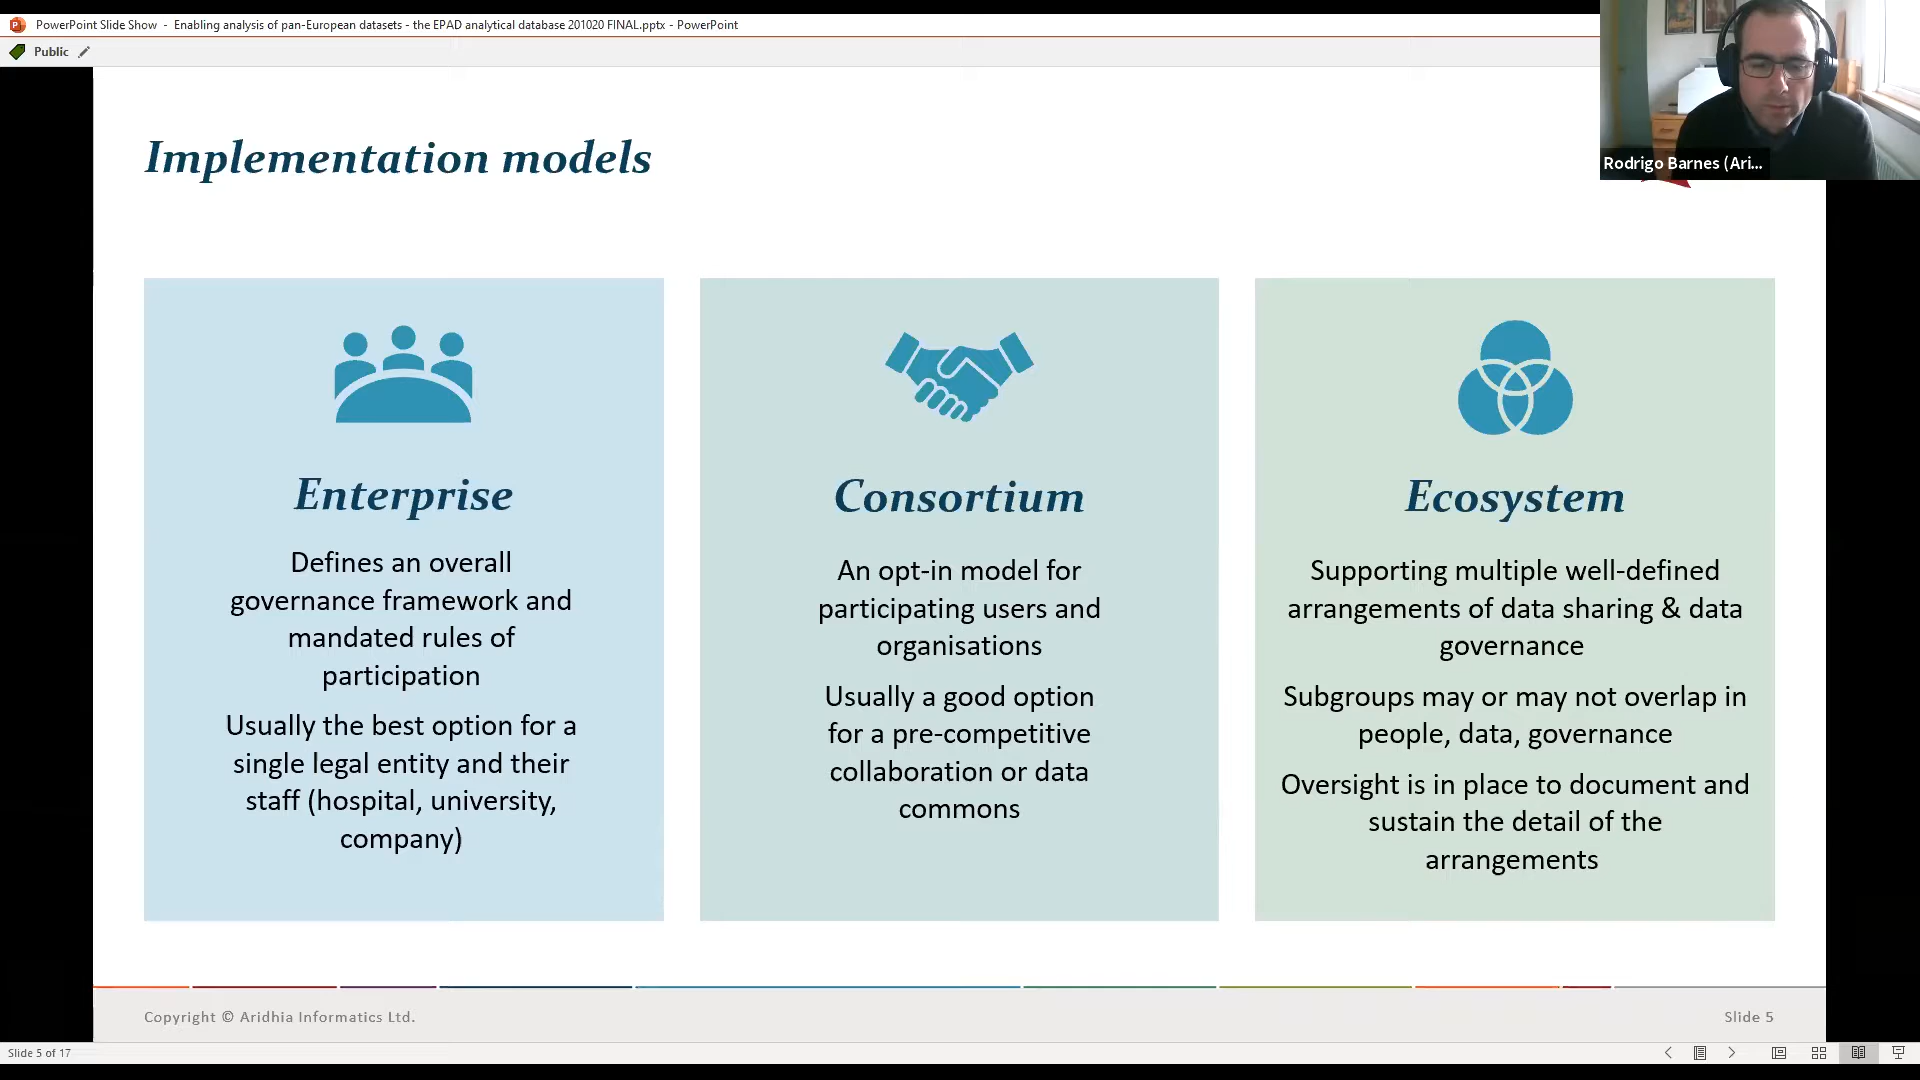 PowerPoint Slide Show - Enabling analysis of pan-European datasets - the EPAD analytical database 201020 FINAL.pptx - PowerPoint
Public
Rodrigo Barnes (Ari...
Implementation models
Enterprise
Defines an overall
governance framework and
mandated rules of
participation
Usually the best option for a
single legal entity and their
staff (hospital, university,
company)
Consortium
An opt-in model for
participating users and
organisations
Usually a good option
for a pre-competitive
collaboration or data
commons
Ecosystem
Supporting multiple well-defined
arrangements of data sharing & data
governance
Subgroups may or may not overlap in
people, data, governance
Oversight is in place to document and
sustain the detail of the
arrangements
Copyright © Aridhia Informatics Ltd.
Slide 5
Slide 5 of 17